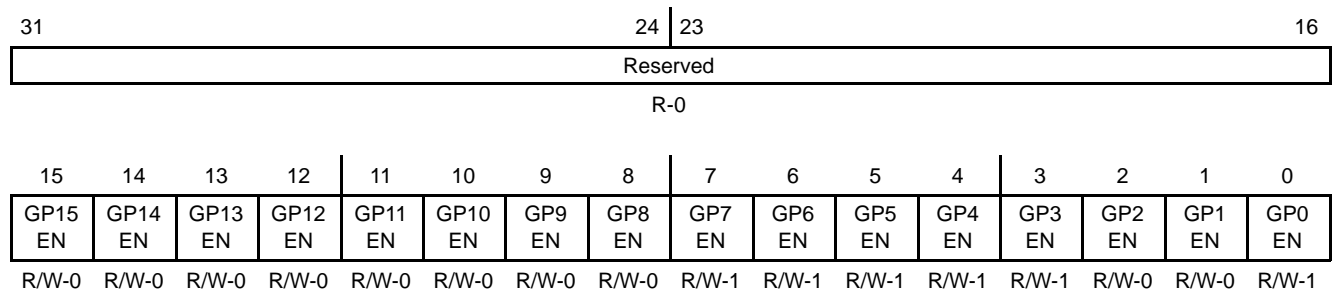 31 24 23 16
Reserved
R-0
15 14 13 12 11 10 9 8 7 6 5 4 3 2 1 0
GP15 GP14 GP13 GP12 GP11 GP10 GP9 GP8 GP7 GP6 GP5 GP4 GP3 GP2 GP1 GP0
EN EN EN EN EN EN EN EN EN EN EN EN EN EN EN EN
R/W-0 R/W-0 R/W-0 R/W-0 R/W-0 R/W-0 R/W-0 R/W-0 R/W-1 R/W-1 R/W-1 R/W-1 R/W-1 R/W-0 R/W-0 R/W-1